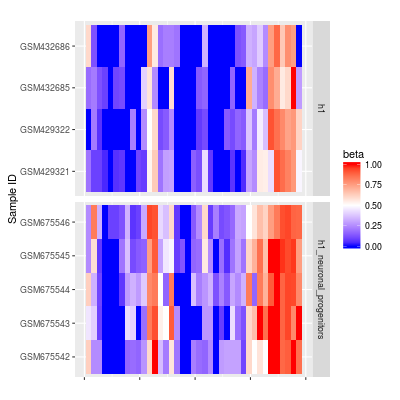 GSM432686
GSM432685
GSM429322
GSM429321
h1
GSM675546
GSM675545
GSM675544
GSM675543
GSM675542
h1_neuronal_progenitors
Sample ID
beta
1.00
0.75
0.50
0.25
0.00